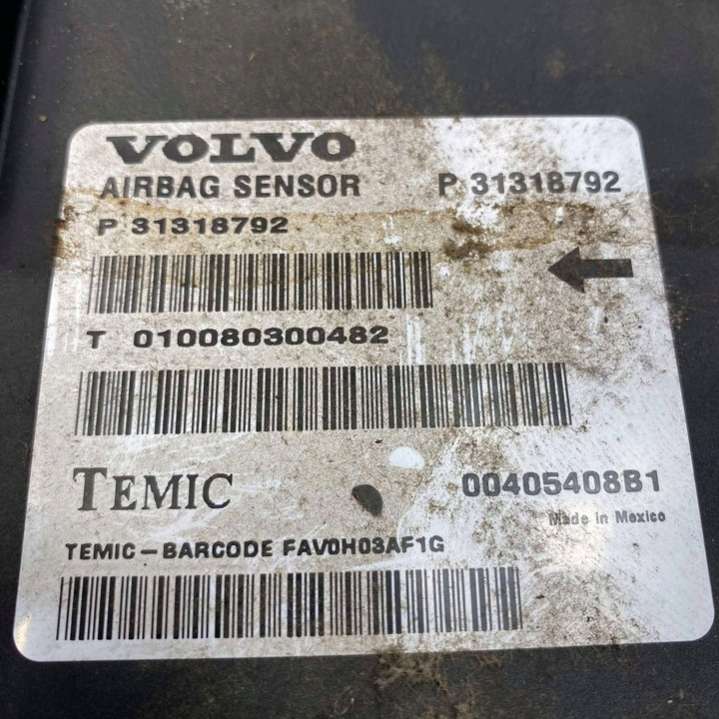 VOLVO
AIRBAG SENSOR P 31318792
P 31318792
T 010080300482
TEMIC 00405408B1
Made in Mexico
TEMIC-BARCODE FAV0H03AF1G